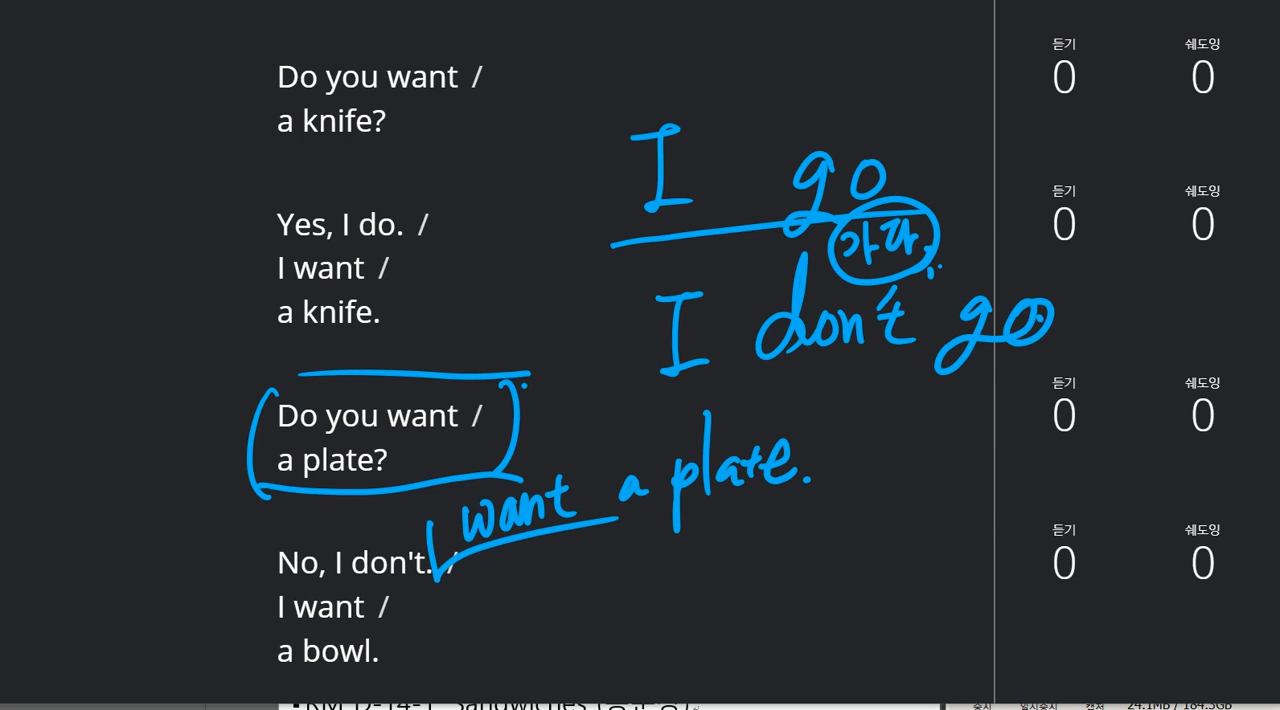 듣기 쉐도잉
Do you want /
0 0
a knife?
I go
듣기 쉐도잉
Yes, I do. /
0 0
가라
I want /
a knife.
I don't go
듣기 쉐도잉
Do you want /
0 0
a plate?
want a plate.
듣기 쉐도잉
No, I don't. /
0 0
I want /
a bowl.